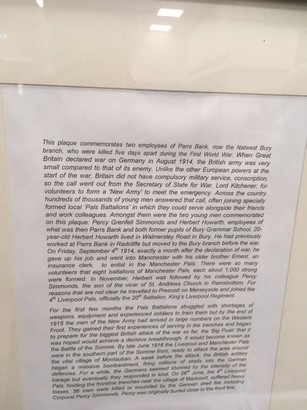 This plaque commemorates two employees of Parrs Bank, now the Natwest Bury
branch, who were killed five days apart during the First World War. When Great
Britain declared war on Germany in August 1914, the British army was very
small compared to that of its enemy. Unlike the other European powers at the
start of the war, Britain did not have compulsory military service, conscription,
so the call went out from the Secretary of State for War, Lord Kitchener, for
volunteers to form a 'New Army' to meet the emergency. Across the country
hundreds of thousands of young men answered that call, often joining specially
formed local 'Pals Battalions' in which they could serve alongside their friends
and work colleagues. Amongst them were the two young men commemorated
on this plaque: Percy Grenfell Simmonds and Herbert Howarth, employees of
what was then Parrs Bank and both former pupils of Bury Grammar School. 20-
year-old Herbert Howarth lived in Walmersley Road in Bury. He had previously
worked at Parrs Bank in Radcliffe but moved to the Bury branch before the war.
On Friday, September 4th 1914, exactly a month after the declaration of war, he
gave up his job and went into Manchester with his older brother Ernest, an
insurance clerk, to enlist in the Manchester Pals. There were so many
volunteers that eight battalions of Manchester Pals, each about 1,000 strong
were formed. In November, Herbert was followed by his colleague Percy
Simmonds, the son of the vicar of St. Andrews Church in Ramsbottom. For
reasons that are not clear he travelled to Prescot on Merseyside and joined the
4th Liverpool Pals, officially the 20th Battalion, King's Liverpool Regiment.
For the first few months the Pals Battalions struggled with shortages of
weapons, equipment and experienced soldiers to train them but by the end of
1915 the men of the New Army had arrived in large numbers on the Western
Front. They gained their first experiences of serving in the trenches and began
to prepare for the biggest British attack of the war so far, the 'Big Push' that it
was hoped would achieve a decisive breakthrough. It would become known as
the Battle of the Somme. By late June 1916 the Liverpool and Manchester Pals
were in the southern part of the Somme front, ready to attack the area around
the vital village of Montauban. A week before the attack, the British artillery
began a massive bombardment, firing millions of shells into the German
defences. For a while, the Germans seemed stunned by the intensity of the
barrage but eventually they responded in kind. On 28th June, the 4th Liverpool
Pals, holding the frontline trenches near the village of Maricourt, suffered heavy
losses. 96 men were killed or wounded by the German shell fire including
Corporal Percy Simmonds. Percy was originally buried close to the front line,